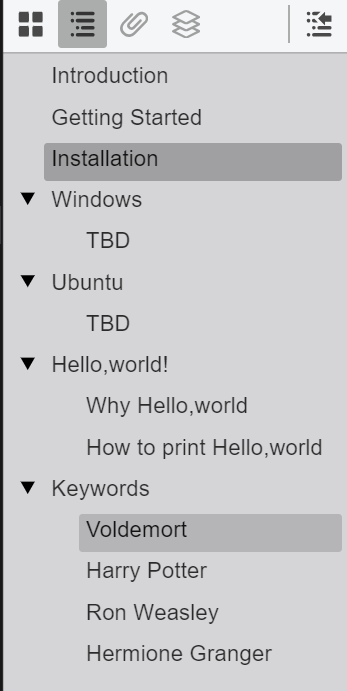 Introduction
Getting Started
Installation
Windows
TBD
Ubuntu
TBD
Hello,world!
Why Hello,world
How to print Hello,world
Keywords
Voldemort
Harry Potter
Ron Weasley
Hermione Granger